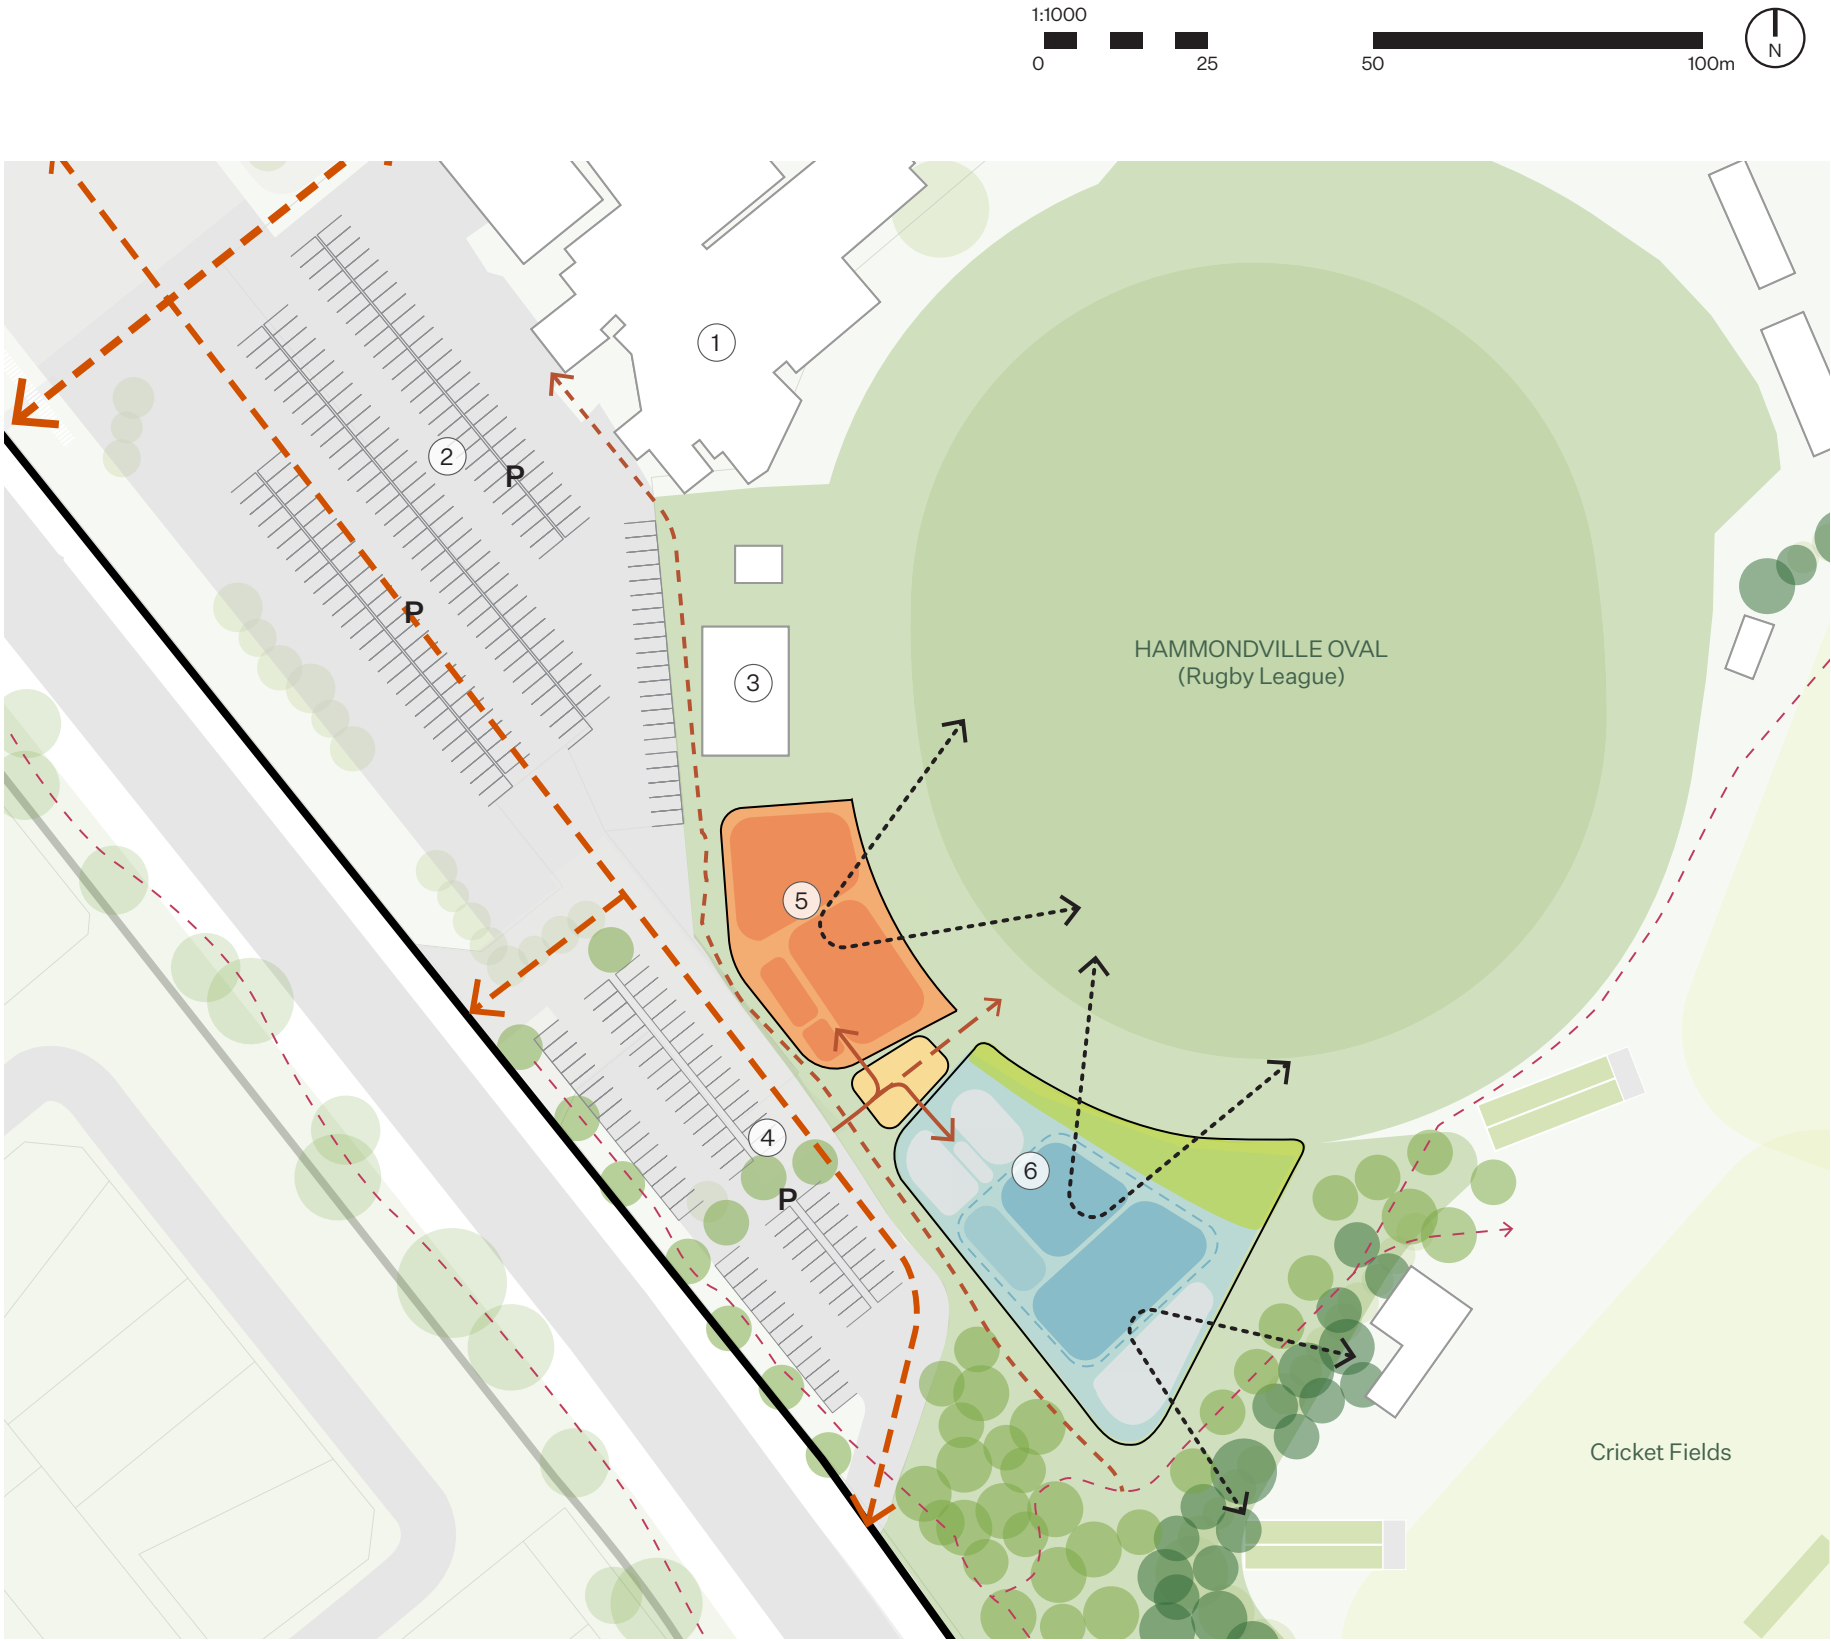 1:1000
0 25 50 100m
N
1
2
P
P
3
HAMMONDVILLE OVAL
(Rugby League)
5
4
P
6
Cricket Fields